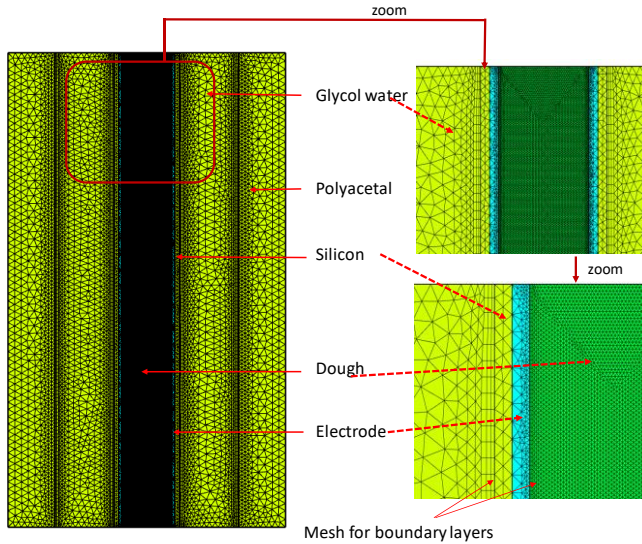 zoom
Glycol water
Polyacetal
Silicon
zoom
Dough
Electrode
Mesh for boundary layers